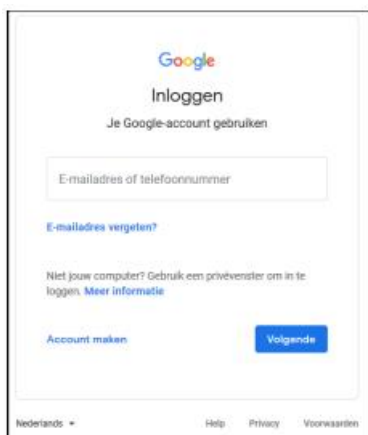 Google
Inloggen
Je Google-account gebruiken
E-mailadres of telefoonnummer
E-mailadres vergeten?
Niet jouw computer? Gebruik een privévenster om in te
loggen. Meer informatie
Account maken
Volgende
Nederlands
Help Privacy Voorwaarden